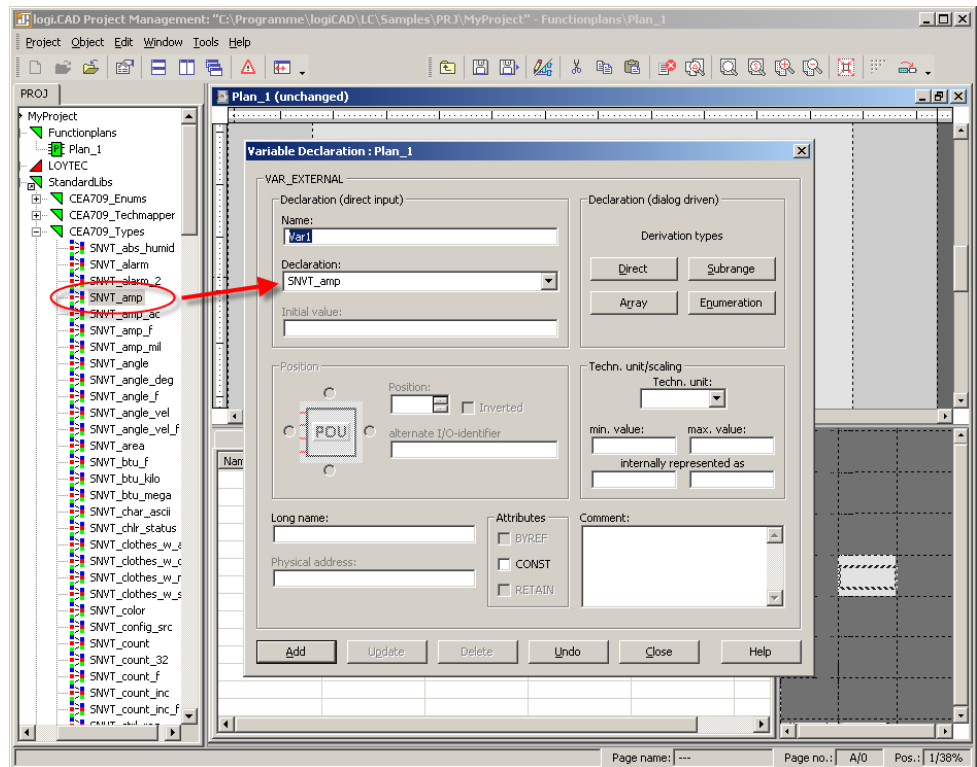 logi.CAD Project Management: "C:\Programme\logiCAD\LC\Samples\PRJ\MyProject" - Functionplans\Plan_1
Project Object Edit Window Tools Help
PROJ
MyProject
Functionplans
Plan_1
LOYTEC
StandardLibs
CEA709_Enums
CEA709_Techmapper
CEA709_Types
SNVT_abs_humid
SNVT_alarm
SNVT_alarm_2
SNVT_amp
SNVT_amp_ac
SNVT_amp_f
SNVT_amp_mil
SNVT_angle
SNVT_angle_deg
SNVT_angle_f
SNVT_angle_vel
SNVT_angle_vel_f
SNVT_area
SNVT_btu_f
SNVT_btu_kilo
SNVT_btu_mega
SNVT_char_ascii
SNVT_chlr_status
SNVT_clothes_w_
SNVT_clothes_w_
SNVT_clothes_w_
SNVT_clothes_w_
SNVT_color
SNVT_config_src
SNVT_count
SNVT_count_32
SNVT_count_f
SNVT_count_inc
SNVT_count_inc_f
Plan_1 (unchanged)
Nam
Variable Declaration : Plan_1
VAR_EXTERNAL
Declaration (direct input)
Name:
Var1
Declaration:
SNVT_amp
Initial value:
Declaration (dialog driven)
Derivation types
Direct Subrange
Array Enumeration
Position
POU
Position:
Inverted
alternate I/O-identifier
Techn. unit/scaling
Techn. unit:
min. value: max. value:
internally represented as
Long name:
Physical address:
Attributes
BYREF
CONST
RETAIN
Comment:
Add Update Delete Undo Close Help
Page name: --- Page no.: A/0 Pos.: 1/38%